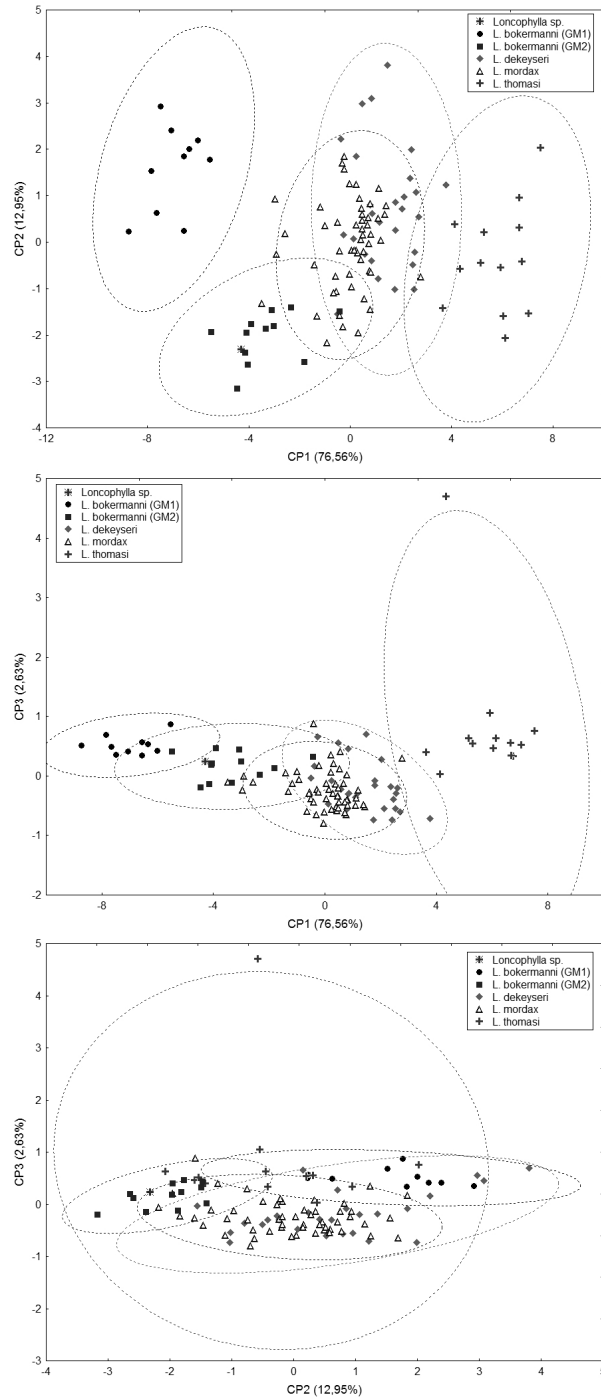 5
4
3
2
1
0
-1
-2
-3
-4
CP2 (12,95%)
Loncophylla sp.
L. bokermanni (GM1)
L. bokermanni (GM2)
L. dekeyseri
L. mordax
L. thomasi
-12
-8
-4
0
4
8
CP1 (76,56%)
5
4
3
2
1
0
-1
-2
CP3 (2,63%)
Loncophylla sp.
L. bokermanni (GM1)
L. bokermanni (GM2)
L. dekeyseri
L. mordax
L. thomasi
-8
-4
0
4
8
CP1 (76,56%)
5
4
3
2
1
0
-1
-2
-3
CP3 (2,63%)
Loncophylla sp.
L. bokermanni (GM1)
L. bokermanni (GM2)
L. dekeyseri
L. mordax
L. thomasi
-4
-3
-2
-1
0
1
2
3
4
5
CP2 (12,95%)